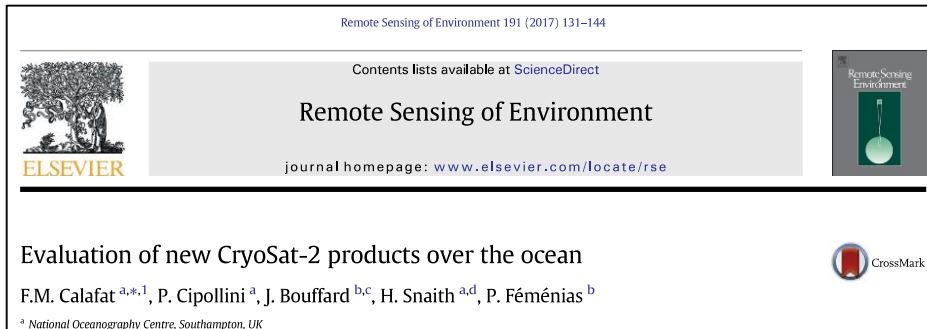 Remote Sensing of Environment 191 (2017) 131–144
Contents lists available at ScienceDirect
Remote Sensing of Environment
journal homepage: www.elsevier.com/locate/rse
ELSEVIER
Remote Sensing
Environment
Evaluation of new CryoSat-2 products over the ocean
CrossMark
F.M. Calafat a,*,1, P. Cipollini a, J. Bouffard b,c, H. Snaith a,d, P. Féménias b
a National Oceanography Centre, Southampton, UK